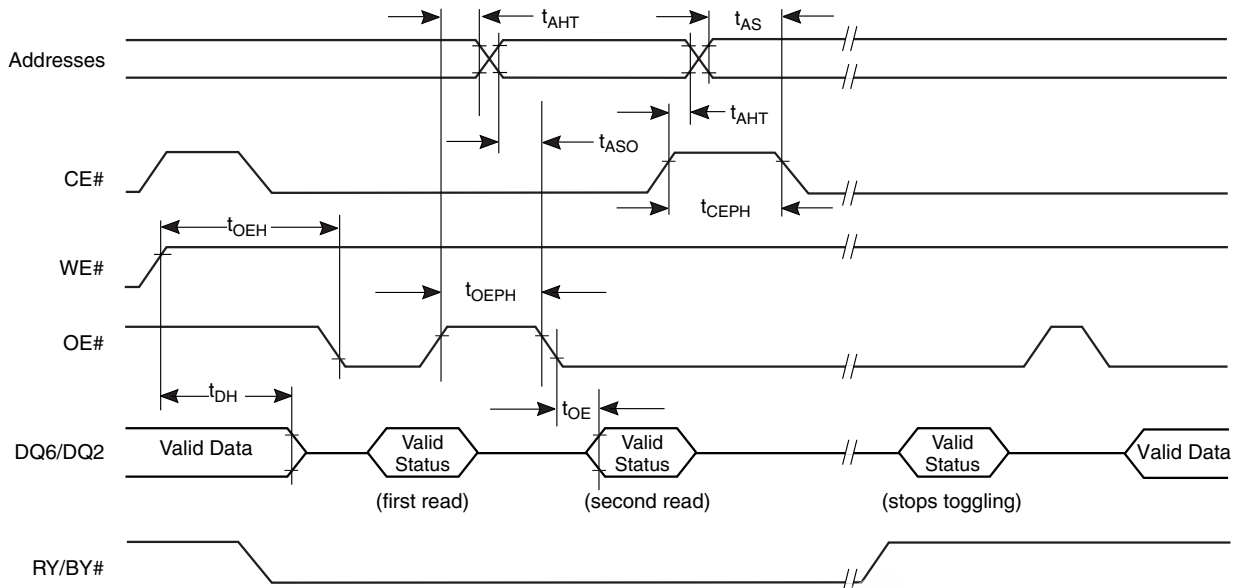 tAHT
tAS
Addresses
tAHT
tASO
CE#
tCEPH
tOEH
WE#
tOEPH
OE#
tDH
tOE
DQ6/DQ2
Valid Data
Valid
Status
Valid
Status
Valid
Status
Valid Data
(first read)
(second read)
(stops toggling)
RY/BY#